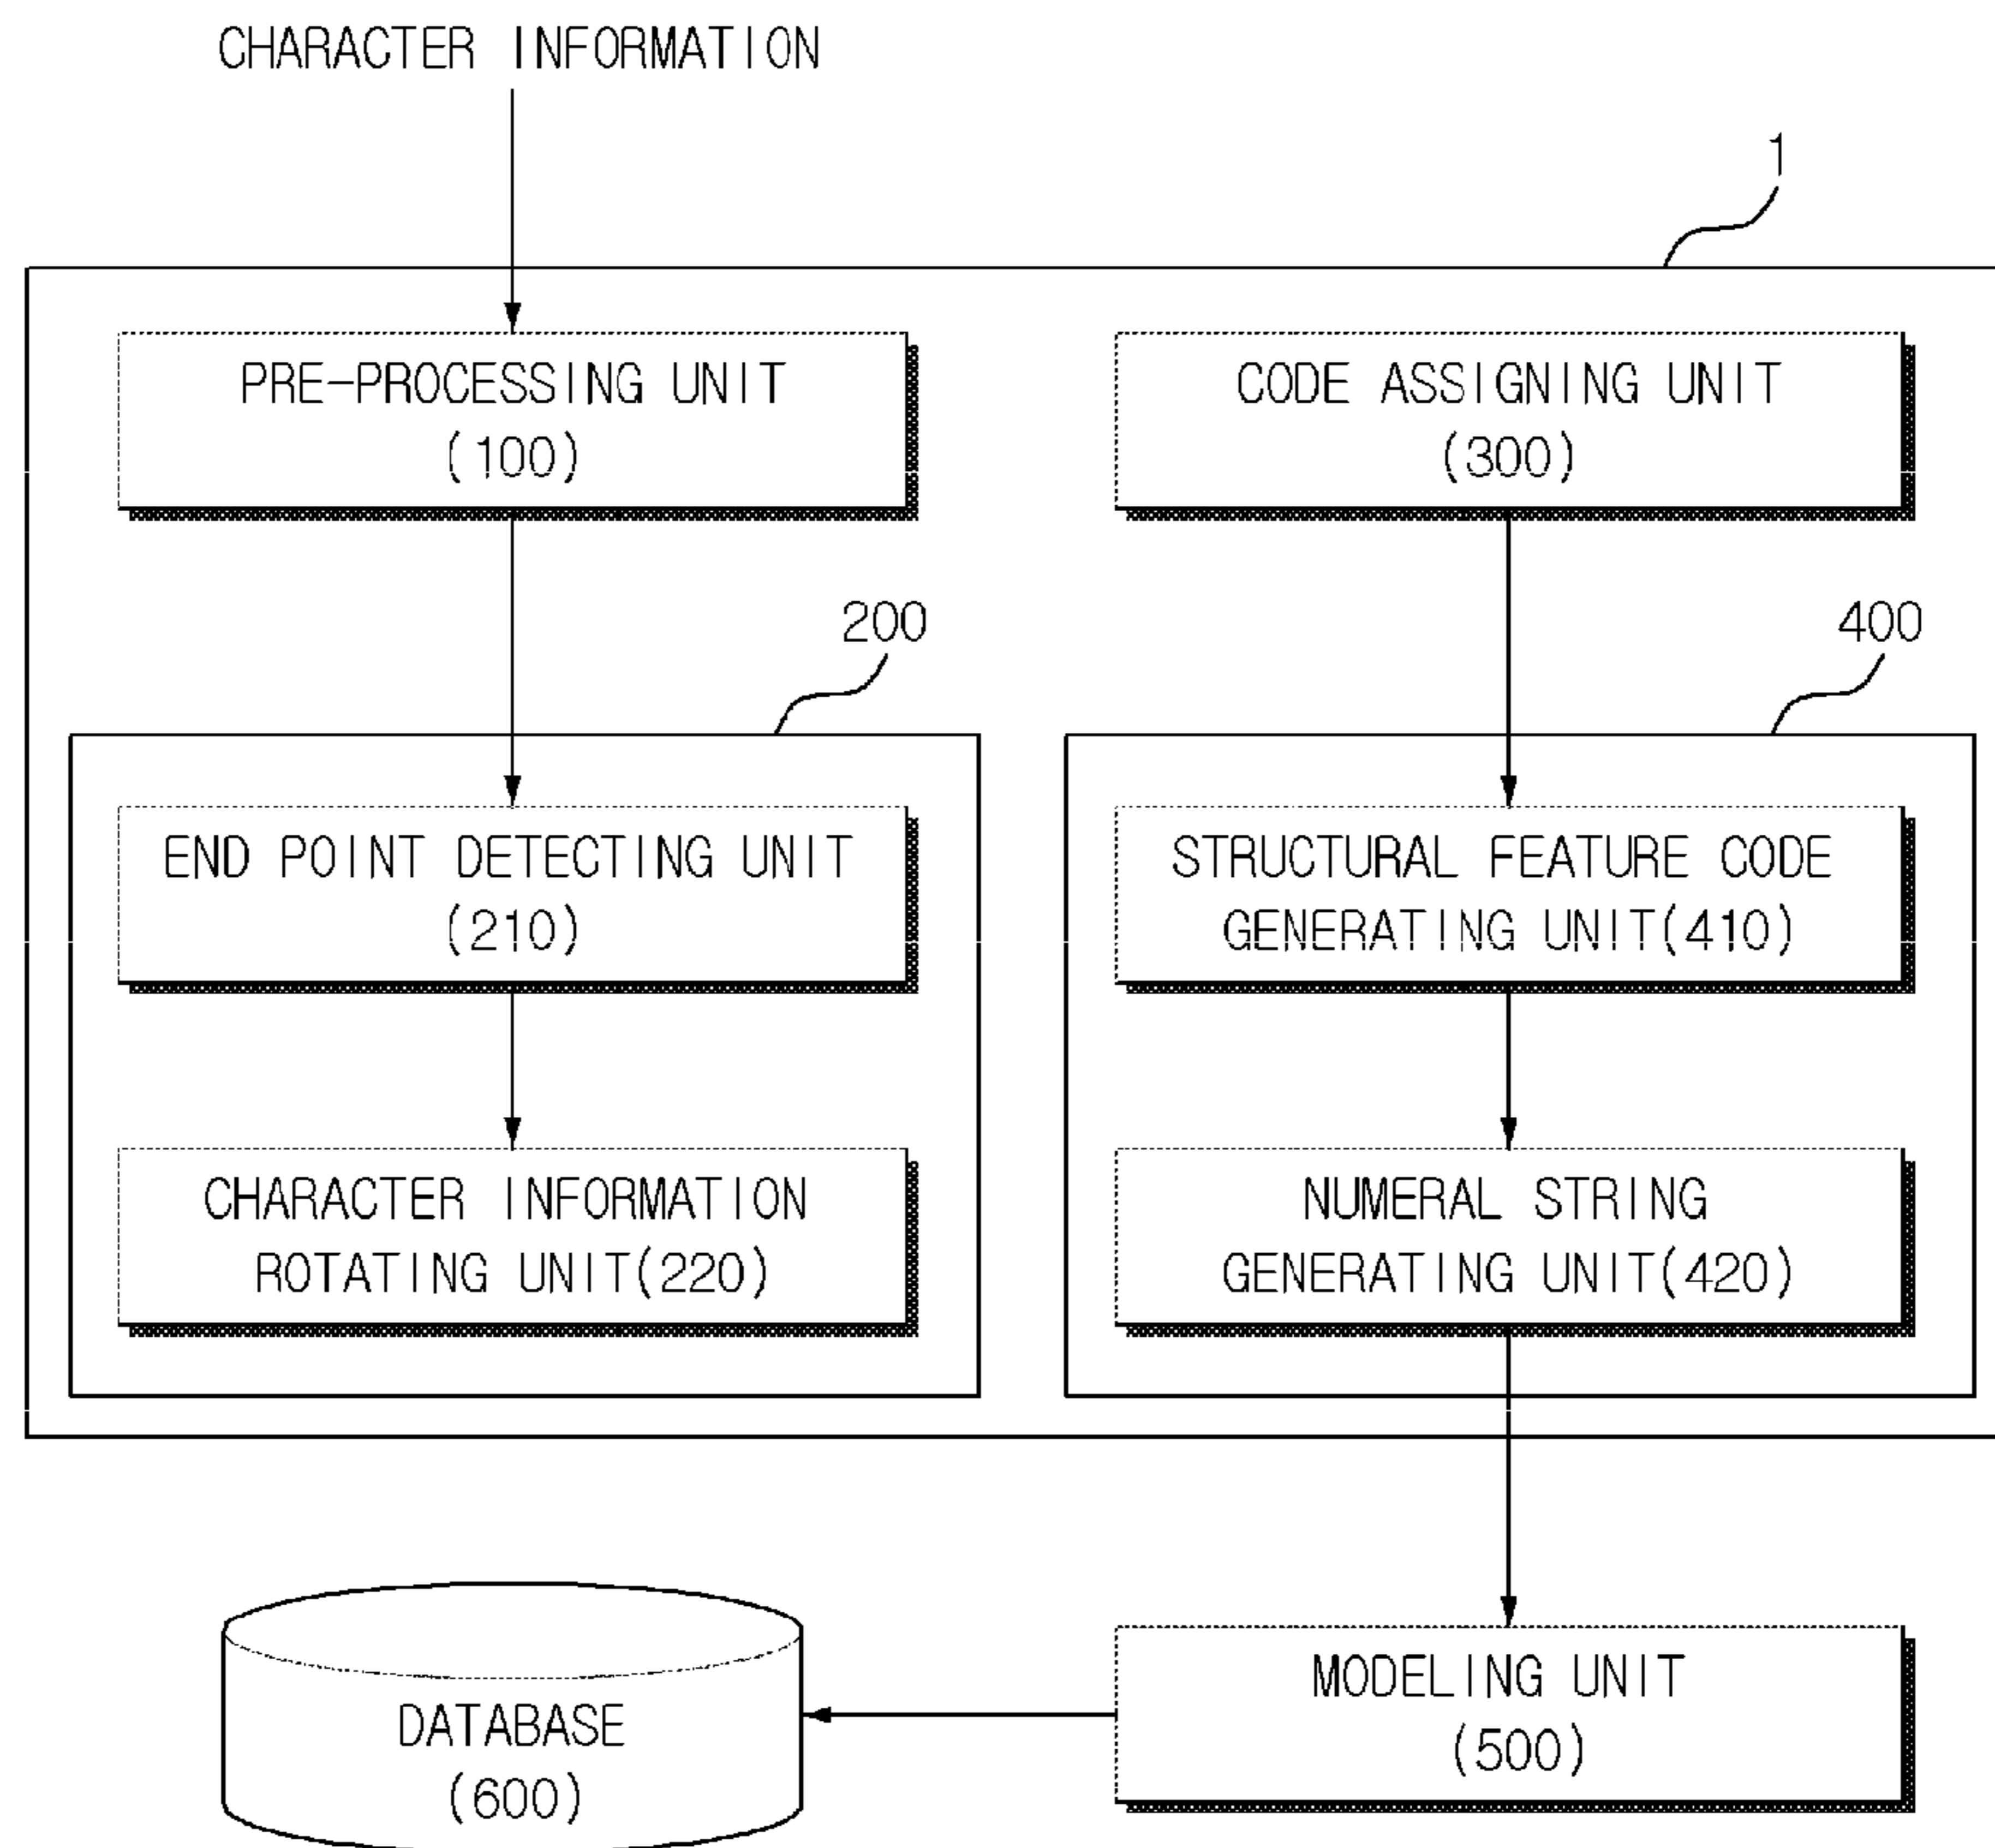 CHARACTER INFORMATION
1
PRE-PROCESSING UNIT
(100)
CODE ASSIGNING UNIT
(300)
200
400
END POINT DETECTING UNIT
(210)
STRUCTURAL FEATURE CODE
GENERATING UNIT(410)
CHARACTER INFORMATION
ROTATING UNIT(220)
NUMERAL STRING
GENERATING UNIT(420)
DATABASE
(600)
MODELING UNIT
(500)